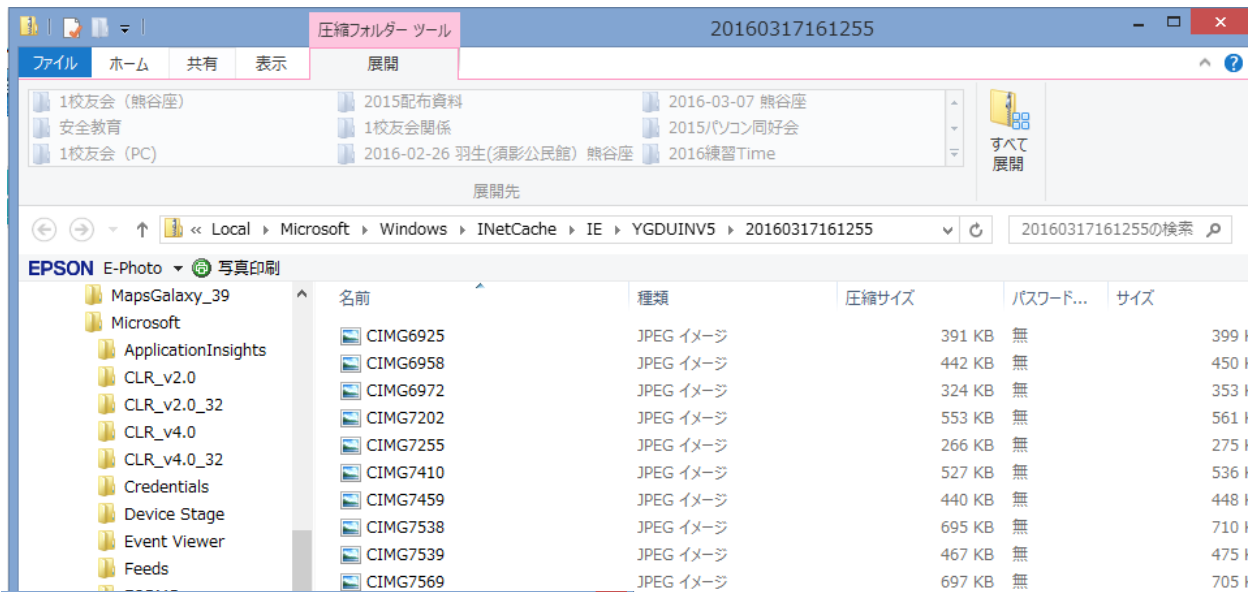 圧縮フォルダー ツール
20160317161255
ファイル ホーム 共有 表示 展開
1校友会（熊谷座） 2015配布資料 2016-03-07 熊谷座
安全教育 1校友会関係 2015パソコン同好会
1校友会（PC） 2016-02-26 羽生(須影公民館）熊谷座 2016練習Time
すべて
展開
展開先
« Local Microsoft Windows INetCache IE YGDUINV5 20160317161255 20160317161255の検索
EPSON E-Photo 写真印刷
MapsGalaxy_39
Microsoft
ApplicationInsights
CLR_v2.0
CLR_v2.0_32
CLR_v4.0
CLR_v4.0_32
Credentials
Device Stage
Event Viewer
Feeds
名前 種類 圧縮サイズ パスワード... サイズ
CIMG6925 JPEG イメージ 391 KB 無 399
CIMG6958 JPEG イメージ 442 KB 無 450
CIMG6972 JPEG イメージ 324 KB 無 353
CIMG7202 JPEG イメージ 553 KB 無 561
CIMG7255 JPEG イメージ 266 KB 無 275
CIMG7410 JPEG イメージ 527 KB 無 536
CIMG7459 JPEG イメージ 440 KB 無 448
CIMG7538 JPEG イメージ 695 KB 無 710
CIMG7539 JPEG イメージ 467 KB 無 475
CIMG7569 JPEG イメージ 697 KB 無 705